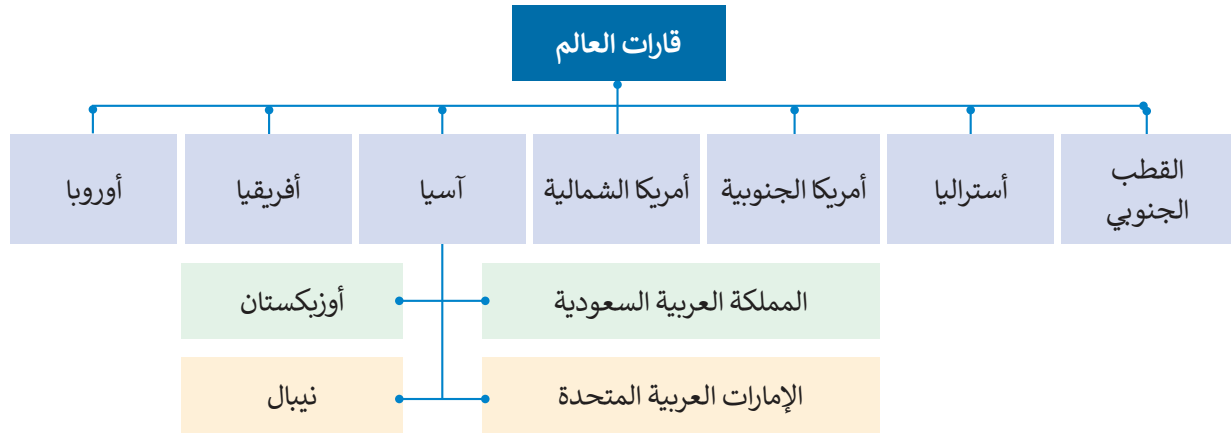 قارات العالم
القطب
الجنوبي
أستراليا
أمريكا الجنوبية
أمريكا الشمالية
آسيا
أفريقيا
أوروبا
المملكة العربية السعودية
أوزبكستان
الإمارات العربية المتحدة
نيبال